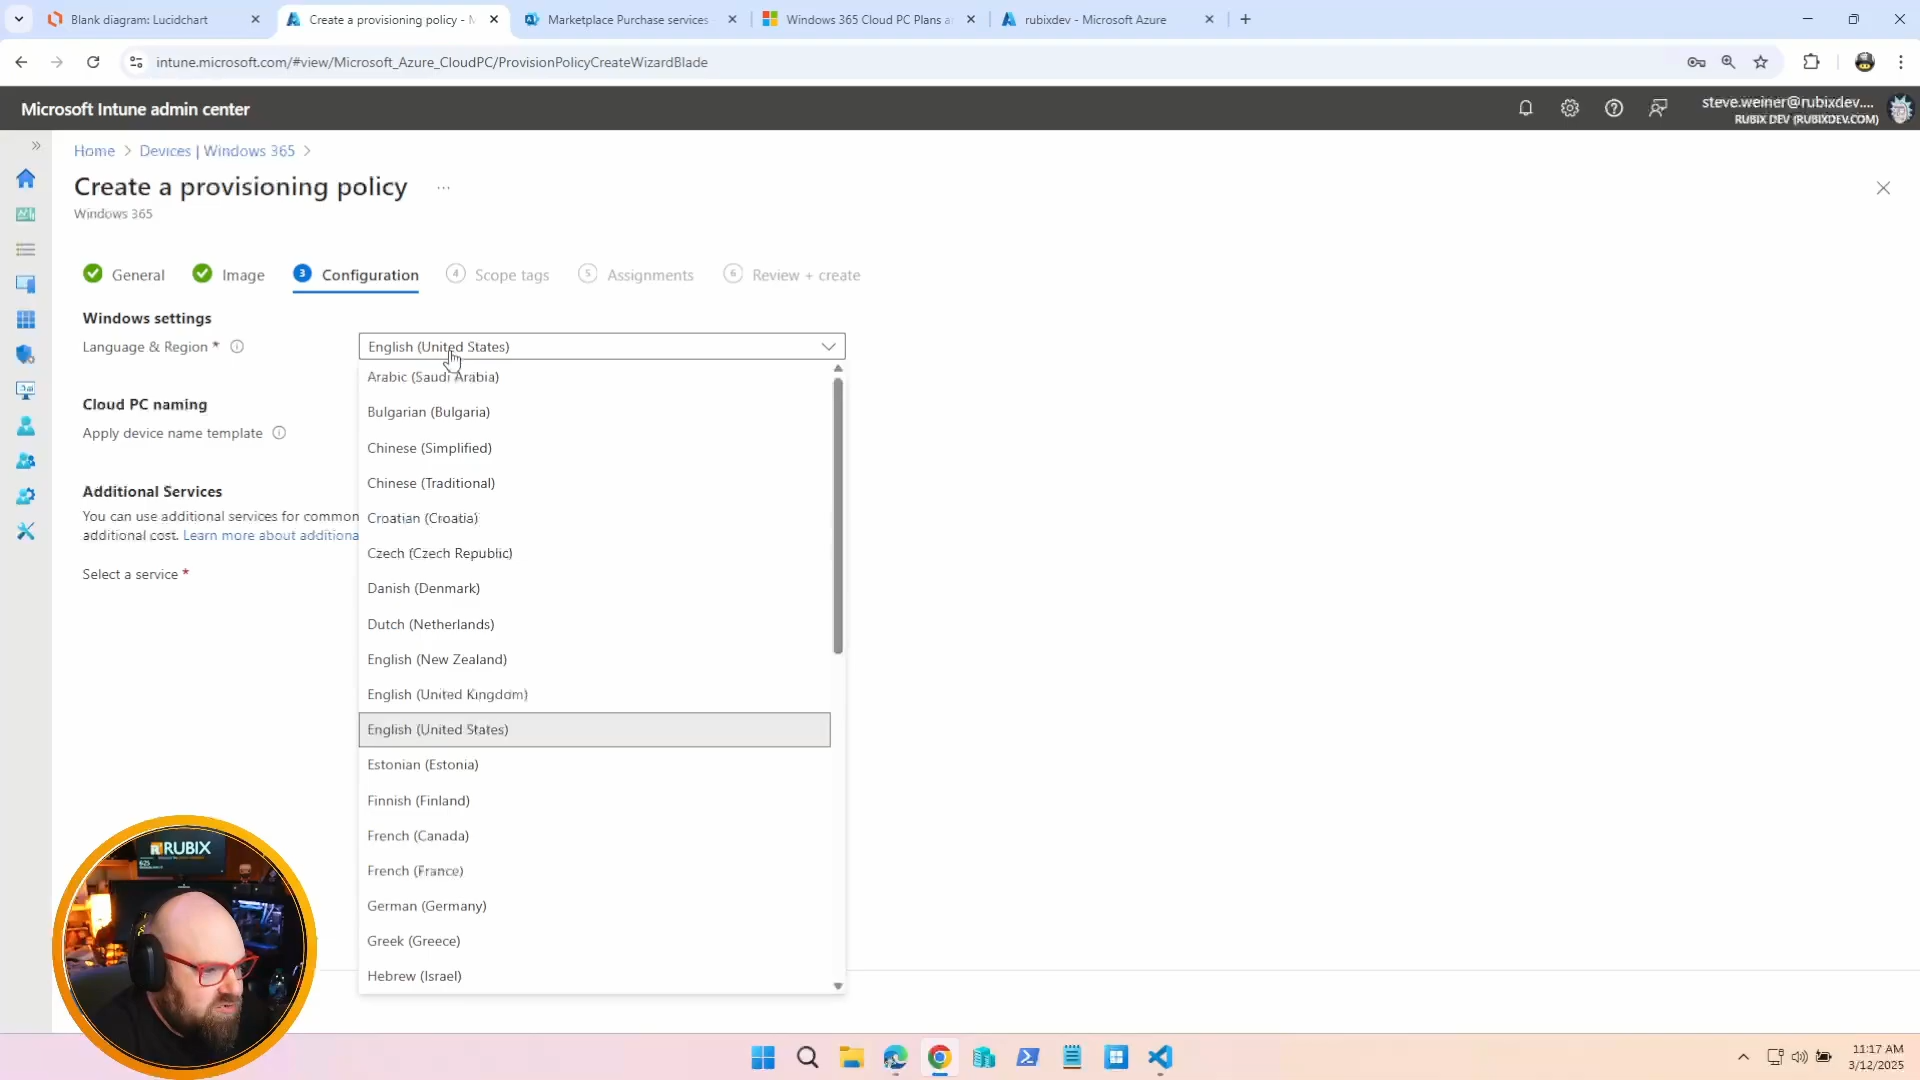 Blank diagram: Lucidchart
Create a provisioning policy - M
Marketplace Purchase services
Windows 365 Cloud PC Plans a
rubixdev - Microsoft Azure
intune.microsoft.com/#view/Microsoft_Azure_CloudPC/ProvisionPolicyCreateWizardBlade
Microsoft Intune admin center
steve.weiner@rubixdev....
RUBIX DEV (RUBIXDEV.COM)
Home > Devices | Windows 365 >
Create a provisioning policy ...
Windows 365
General
Image
3 Configuration
4 Scope tags
5 Assignments
6 Review + create
Windows settings
Language & Region *
English (United States)
Arabic (Saudi Arabia)
Bulgarian (Bulgaria)
Chinese (Simplified)
Chinese (Traditional)
Croatian (Croatia)
Czech (Czech Republic)
Danish (Denmark)
Dutch (Netherlands)
English (New Zealand)
English (United Kingdom)
English (United States)
Estonian (Estonia)
Finnish (Finland)
French (Canada)
French (France)
German (Germany)
Greek (Greece)
Hebrew (Israel)
Cloud PC naming
Apply device name template
Additional Services
You can use additional services for common
additional cost. Learn more about additiona
Select a service *
RUBIX
625
11:17 AM
3/12/2025